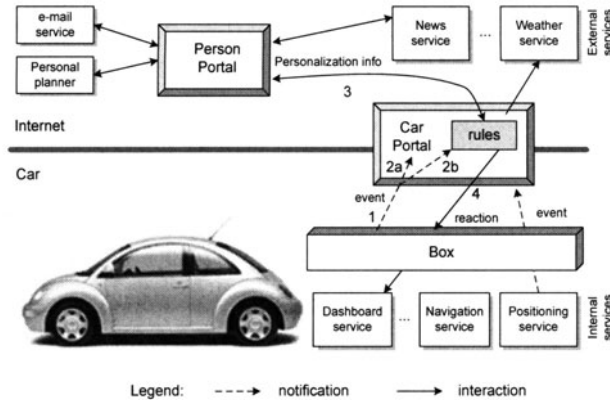 e-mail
service
Personal
planner
Person
Portal
News
service
...
Weather
service
External
services
Personalization info
3
Internet
Car
Car
Portal
rules
2a
2b
event
1
4
reaction
event
Box
Dashboard
service
...
Navigation
service
Positioning
service
Internal
services
Legend:
notification
interaction